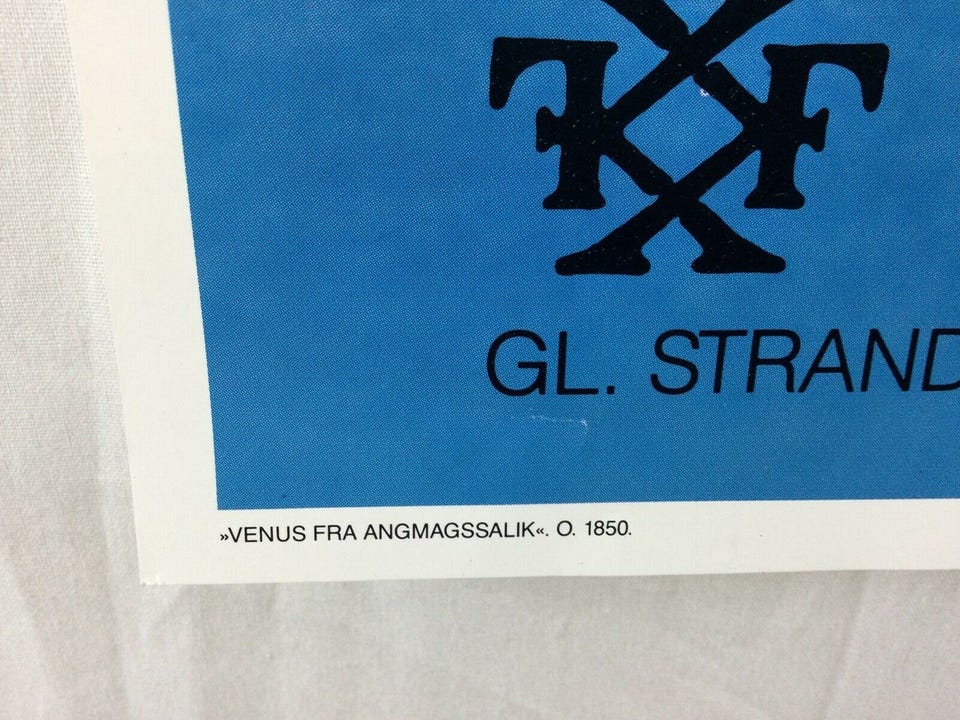 GL. STRAND
»VENUS FRA ANGMAGSSALIK«. O. 1850.